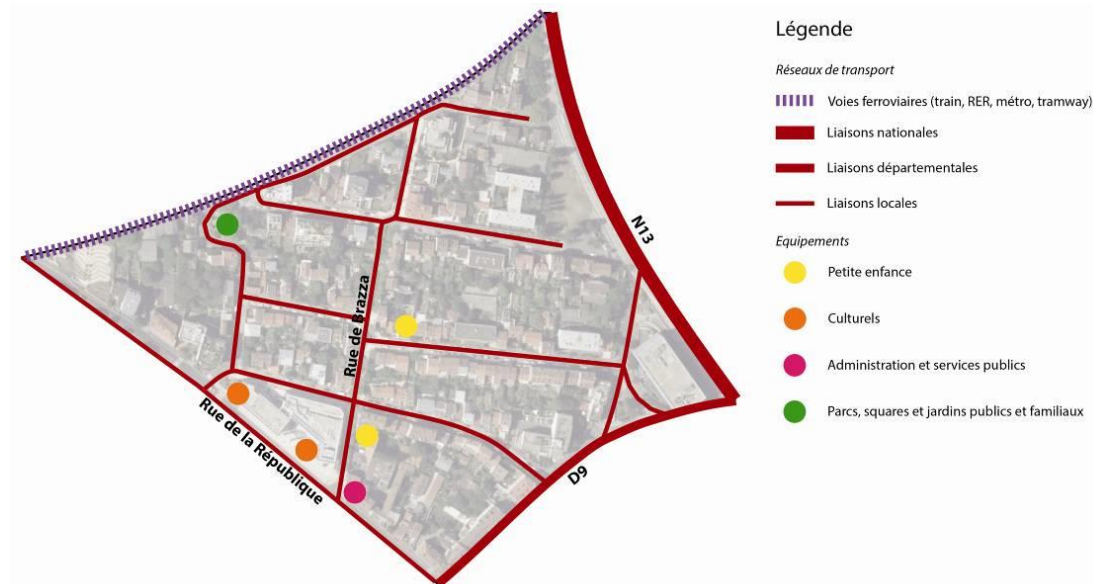 N13
Rue de Brazza
Rue de la République
D9
Légende
Réseaux de transport
Voies ferroviaires (train, RER, métro, tramway)
Liaisons nationales
Liaisons départementales
Liaisons locales
Equipements
Petite enfance
Culturels
Administration et services publics
Parcs, squares et jardins publics et familiaux